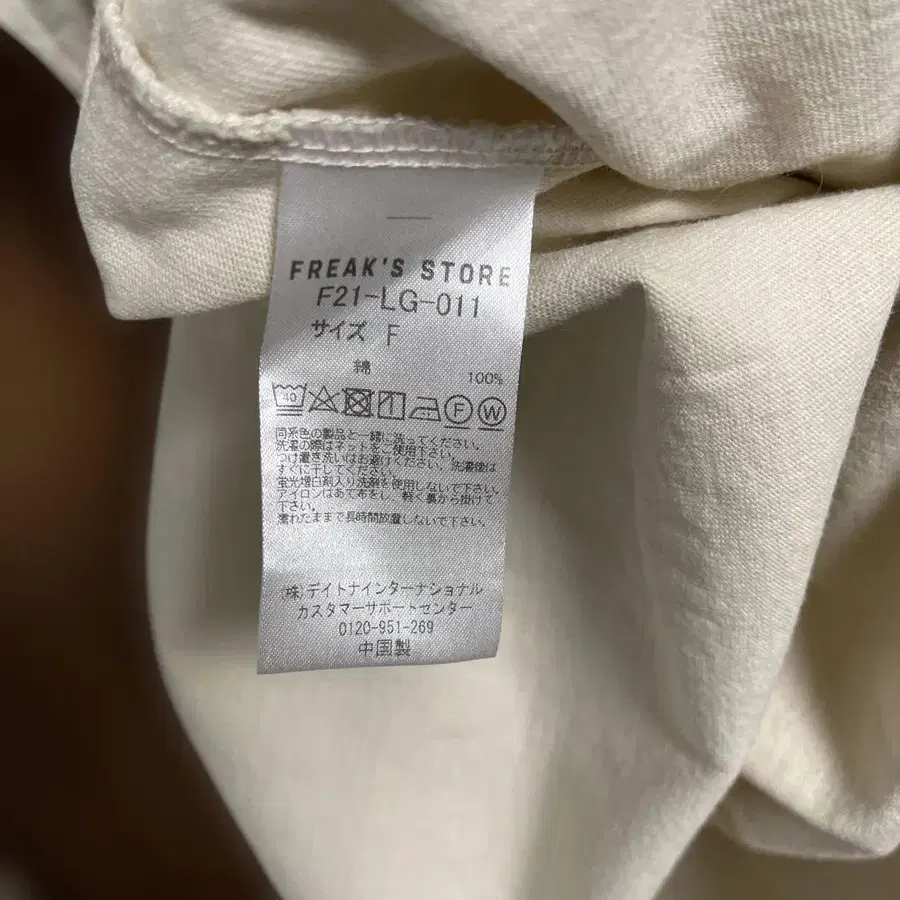 FREAK'S STORE
F21-LG-011
サイズ F
綿
100%
40 F W
同系色の製品と一緒に洗ってください。
洗濯の際はネットをご使用下さい。
つけ置き洗いはお避けください。洗濯後は
すぐに干してください。
蛍光増白剤入り洗剤を使用しないで下さい。
アイロンはあて布をし、軽く裏から掛けて
下さい。
濡れたままで長時間放置しないで下さい。
(株)デイトナインターナショナル
カスタマーサポートセンター
0120-951-269
中国製